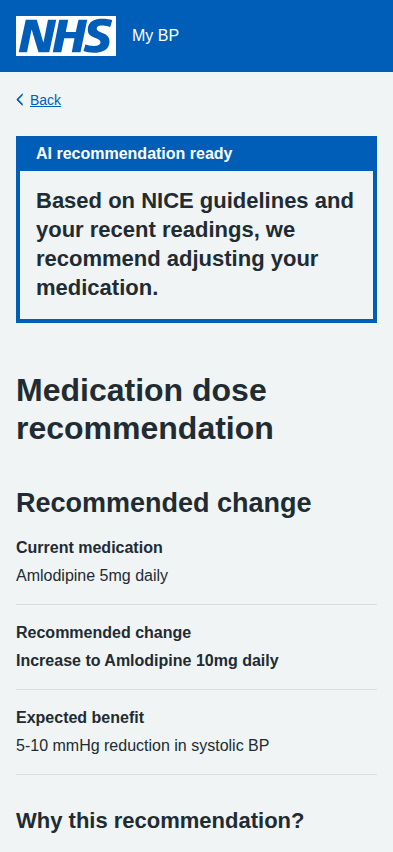 NHS My BP
Back
AI recommendation ready
Based on NICE guidelines and
your recent readings, we
recommend adjusting your
medication.
Medication dose
recommendation
Recommended change
Current medication
Amlodipine 5mg daily
Recommended change
Increase to Amlodipine 10mg daily
Expected benefit
5-10 mmHg reduction in systolic BP
Why this recommendation?